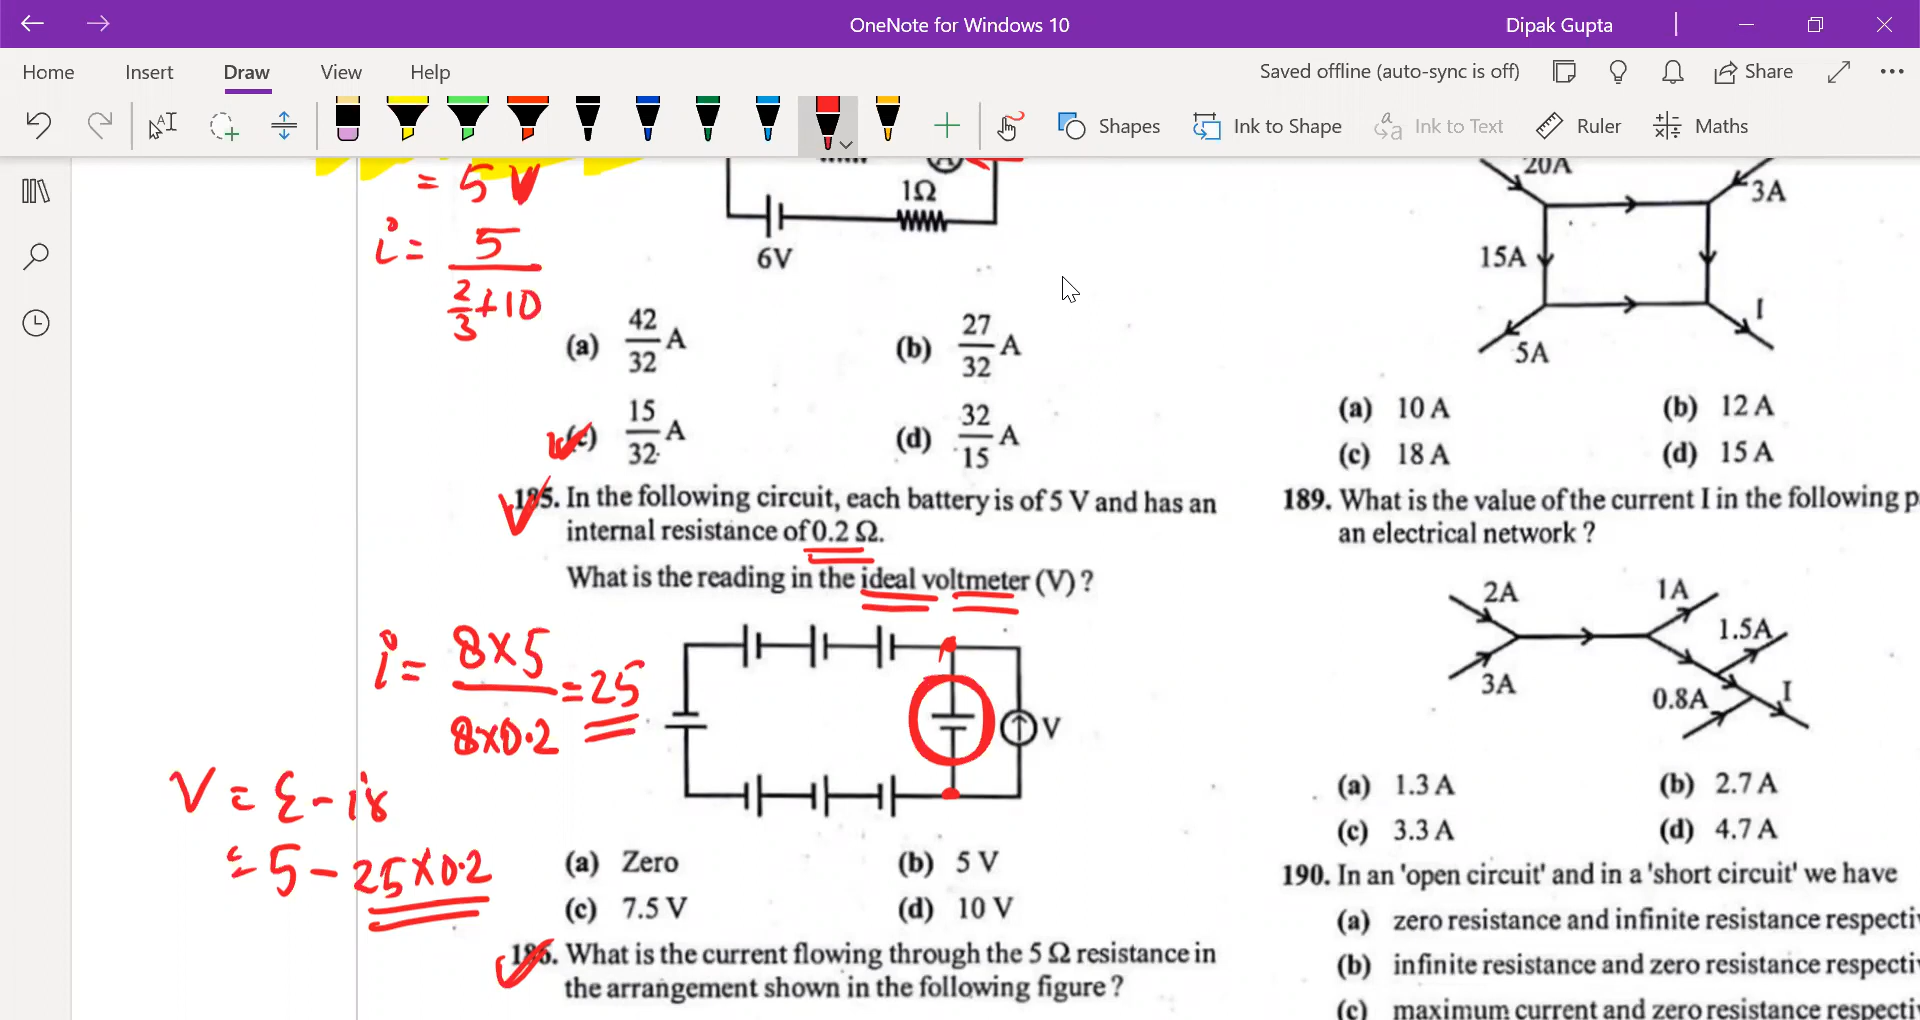 OneNote for Windows 10
Dipak Gupta
Home Insert Draw View Help
Saved offline (auto-sync is off)
Share
Shapes
Ink to Shape
Ink to Text
Ruler
Maths
= 5 V
i = 5
2/3 + 10
1Ω
6V
(a) 42/32 A (b) 27/32 A
(c) 15/32 A (d) 32/15 A
185. In the following circuit, each battery is of 5 V and has an
internal resistance of 0.2 Ω.
What is the reading in the ideal voltmeter (V) ?
i = 8×5
8×0.2
= 25
V
V = ε - ir
= 5 - 25×0.2
(a) Zero (b) 5 V
(c) 7.5 V (d) 10 V
186. What is the current flowing through the 5 Ω resistance in
the arrangement shown in the following figure ?
20A
3A
15A
I
5A
(a) 10 A (b) 12 A
(c) 18 A (d) 15 A
189. What is the value of the current I in the following p
an electrical network ?
2A
1A
1.5A
3A
0.8A
I
(a) 1.3 A (b) 2.7 A
(c) 3.3 A (d) 4.7 A
190. In an 'open circuit' and in a 'short circuit' we have
(a) zero resistance and infinite resistance respecti
(b) infinite resistance and zero resistance respecti
(c) maximum current and zero resistance respecti